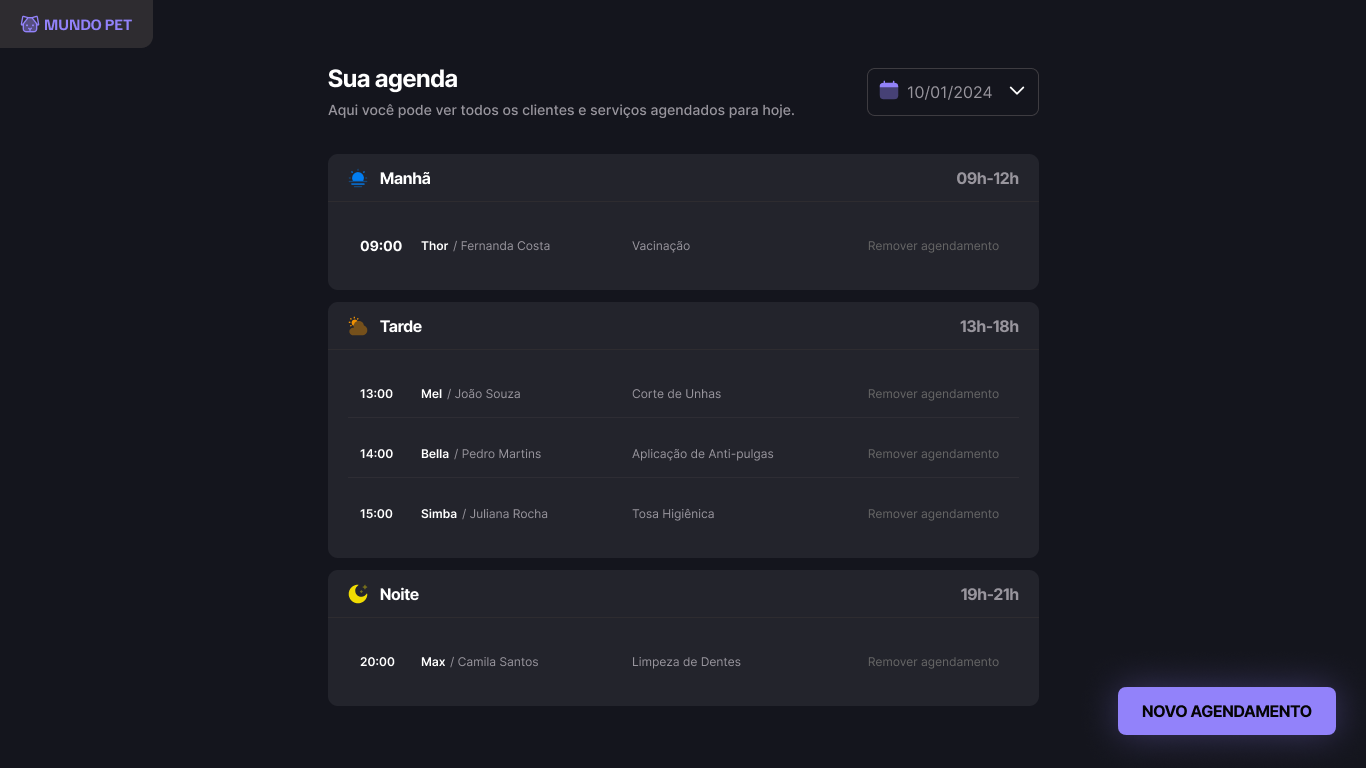 MUNDO PET
Sua agenda
Aqui você pode ver todos os clientes e serviços agendados para hoje.
10/01/2024
Manhã 09h-12h
09:00 Thor / Fernanda Costa Vacinação Remover agendamento
Tarde 13h-18h
13:00 Mel / João Souza Corte de Unhas Remover agendamento
14:00 Bella / Pedro Martins Aplicação de Anti-pulgas Remover agendamento
15:00 Simba / Juliana Rocha Tosa Higiênica Remover agendamento
Noite 19h-21h
20:00 Max / Camila Santos Limpeza de Dentes Remover agendamento
NOVO AGENDAMENTO